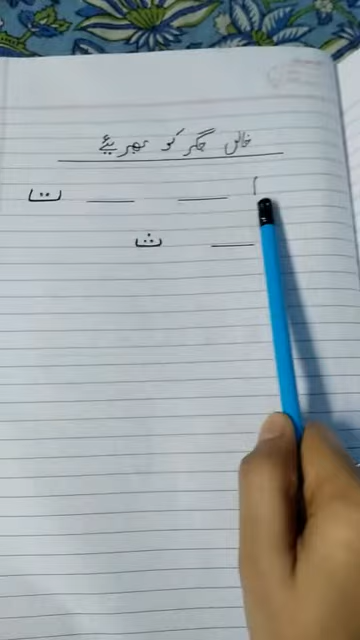 خالی جگہ کو بھریئے
ا ___ ___ ت
___ ث